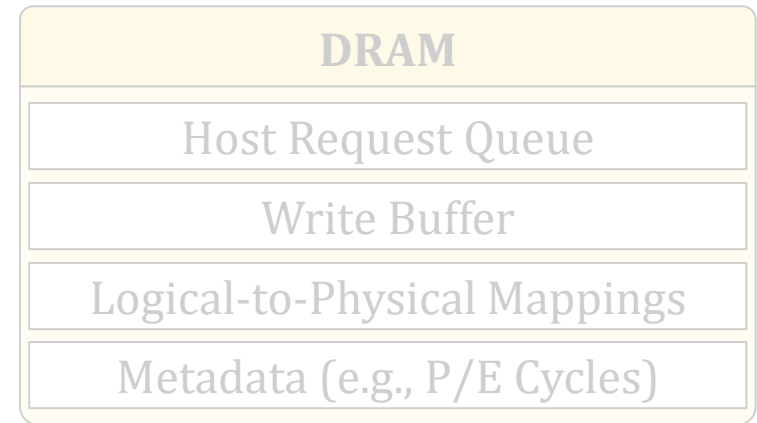 DRAM
Host Request Queue
Write Buffer
Logical-to-Physical Mappings
Metadata (e.g., P/E Cycles)